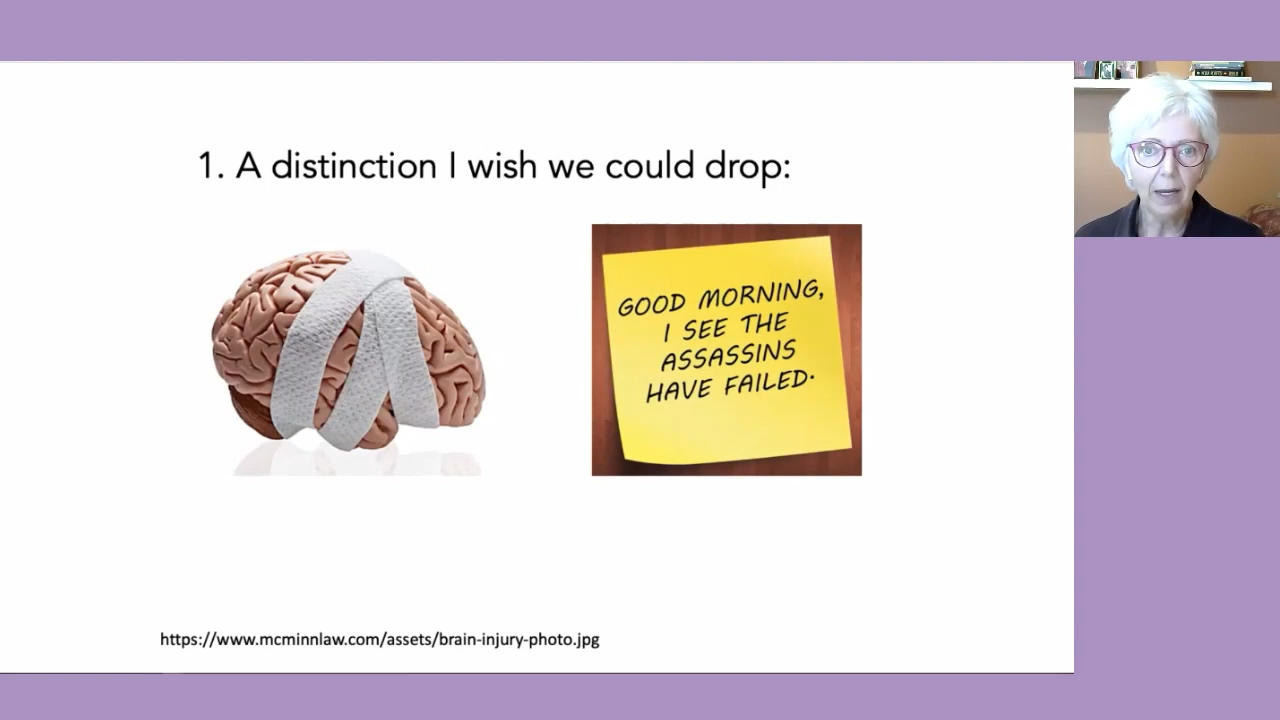 1. A distinction I wish we could drop:
GOOD MORNING,
I SEE THE
ASSASSINS
HAVE FAILED.
https://www.mcminnlaw.com/assets/brain-injury-photo.jpg